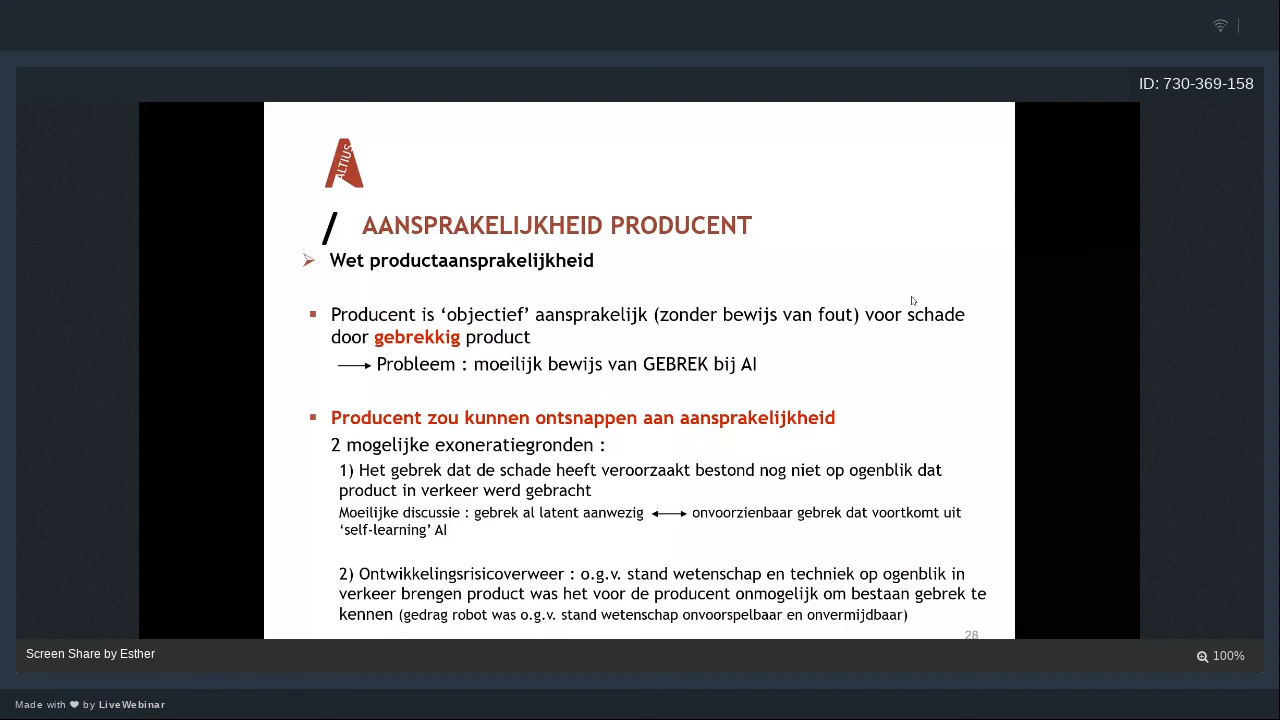 ID: 730-369-158
ALTIUS
/ AANSPRAKELIJKHEID PRODUCENT
➢ Wet productaansprakelijkheid
▪ Producent is ‘objectief’ aansprakelijk (zonder bewijs van fout) voor schade
door gebrekkig product
⟶ Probleem : moeilijk bewijs van GEBREK bij AI
▪ Producent zou kunnen ontsnappen aan aansprakelijkheid
2 mogelijke exoneratiegronden :
1) Het gebrek dat de schade heeft veroorzaakt bestond nog niet op ogenblik dat
product in verkeer werd gebracht
Moeilijke discussie : gebrek al latent aanwezig ⟷ onvoorzienbaar gebrek dat voortkomt uit
‘self-learning’ AI
2) Ontwikkelingsrisicoverweer : o.g.v. stand wetenschap en techniek op ogenblik in
verkeer brengen product was het voor de producent onmogelijk om bestaan gebrek te
kennen (gedrag robot was o.g.v. stand wetenschap onvoorspelbaar en onvermijdbaar)
28
Screen Share by Esther
100%
Made with ❤ by LiveWebinar